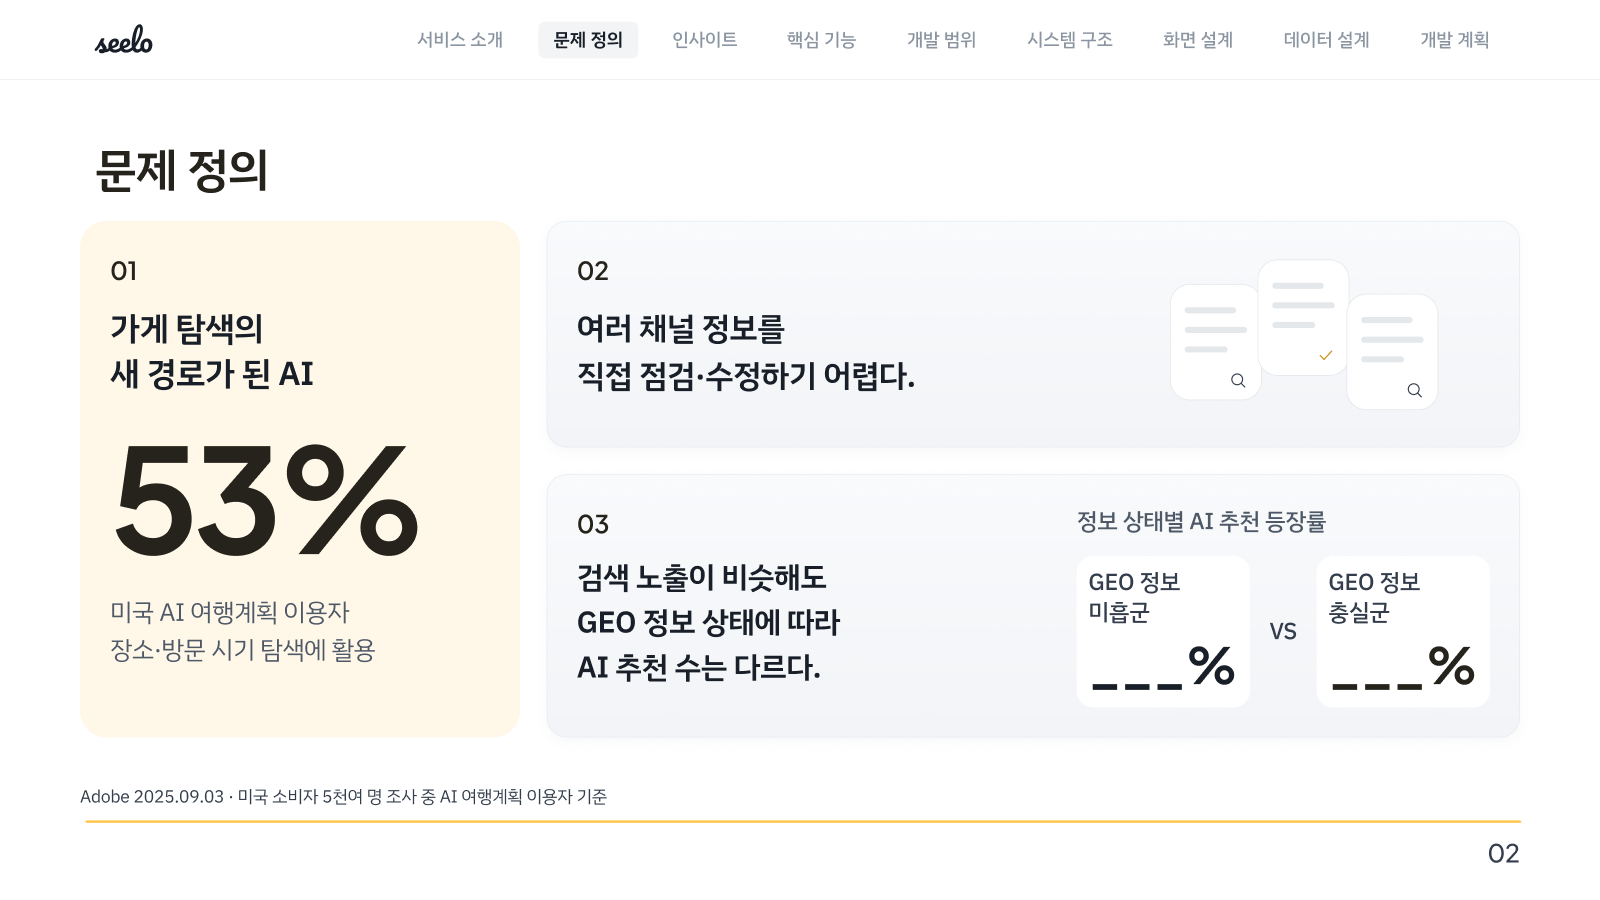 seelo
서비스 소개
문제 정의
인사이트
핵심 기능
개발 범위
시스템 구조
화면 설계
데이터 설계
개발 계획
문제 정의
01
가게 탐색의
새 경로가 된 AI
53%
미국 AI 여행계획 이용자
장소·방문 시기 탐색에 활용
02
여러 채널 정보를
직접 점검·수정하기 어렵다.
03
검색 노출이 비슷해도
GEO 정보 상태에 따라
AI 추천 수는 다르다.
정보 상태별 AI 추천 등장률
GEO 정보
미흡군
___%
VS
GEO 정보
충실군
___%
Adobe 2025.09.03 · 미국 소비자 5천여 명 조사 중 AI 여행계획 이용자 기준
02